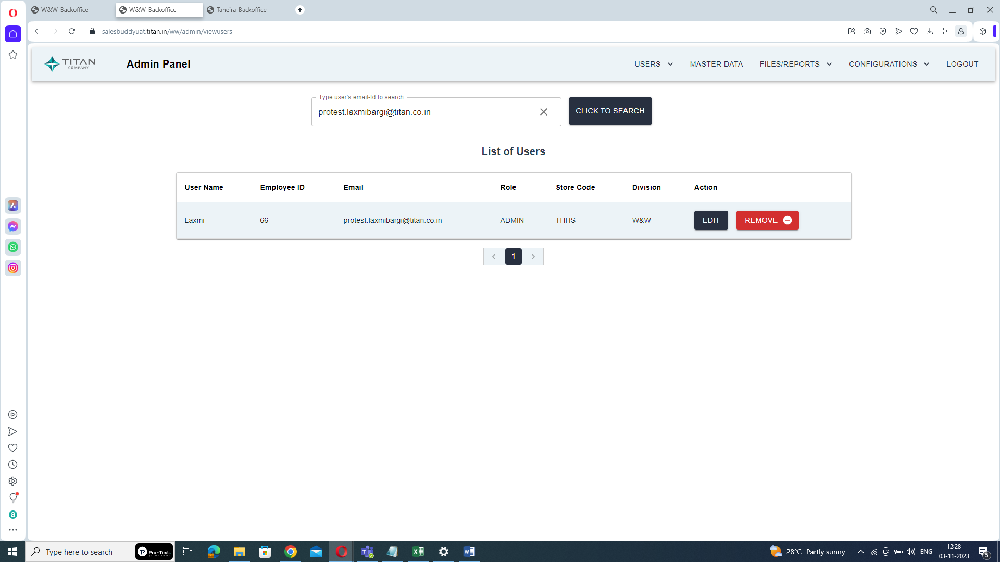 W&W-Backoffice
W&W-Backoffice
Taneira-Backoffice
salesbuddyuat.titan.in/ww/admin/viewusers
TITAN
COMPANY
Admin Panel
USERS
MASTER DATA
FILES/REPORTS
CONFIGURATIONS
LOGOUT
Type user's email-Id to search
protest.laxmibargi@titan.co.in
CLICK TO SEARCH
List of Users
User Name Employee ID Email Role Store Code Division Action
Laxmi 66 protest.laxmibargi@titan.co.in ADMIN THHS W&W EDIT REMOVE
1
Type here to search
Pro-Test.
28°C Partly sunny
ENG
12:28
03-11-2023
5